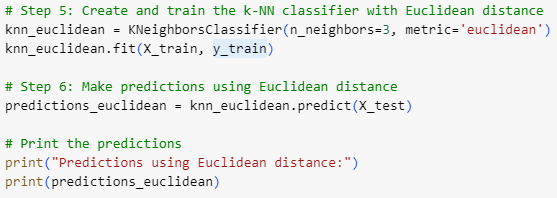 # Step 5: Create and train the k-NN classifier with Euclidean distance
knn_euclidean = KNeighborsClassifier(n_neighbors=3, metric='euclidean')
knn_euclidean.fit(X_train, y_train)
# Step 6: Make predictions using Euclidean distance
predictions_euclidean = knn_euclidean.predict(X_test)
# Print the predictions
print("Predictions using Euclidean distance:")
print(predictions_euclidean)